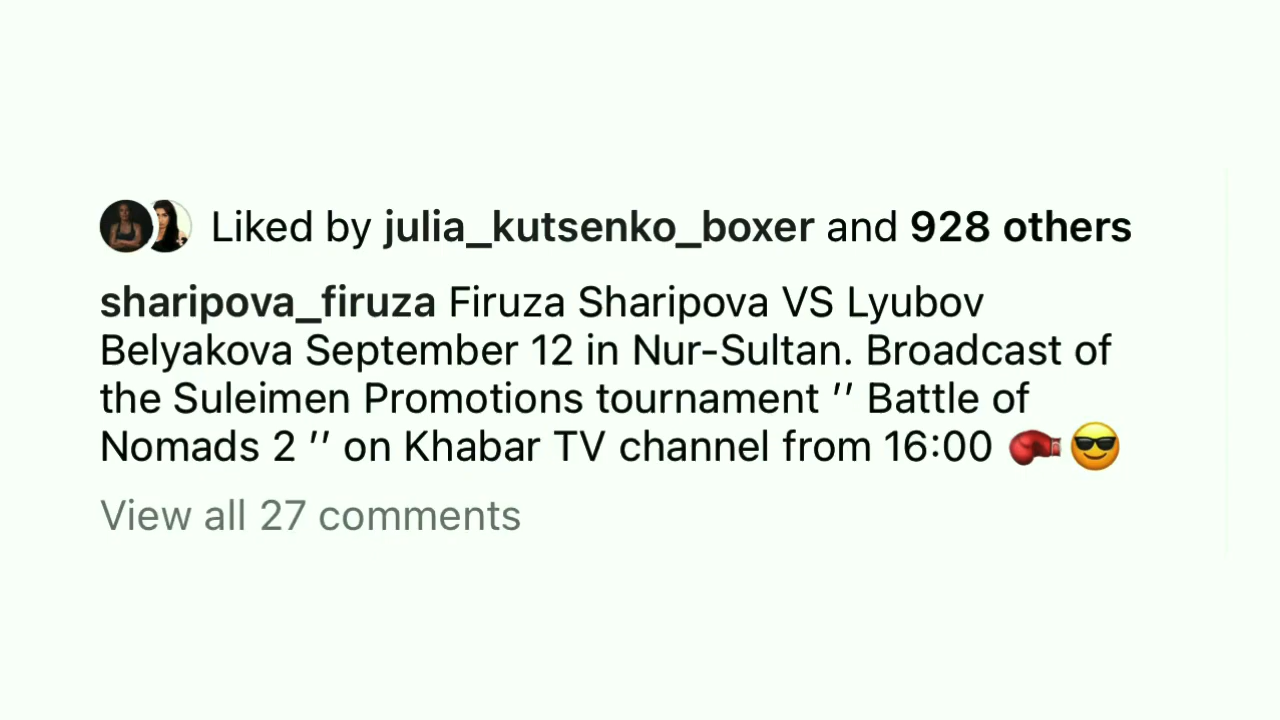 Liked by julia_kutsenko_boxer and 928 others
sharipova_firuza Firuza Sharipova VS Lyubov
Belyakova September 12 in Nur-Sultan. Broadcast of
the Suleimen Promotions tournament ′′ Battle of
Nomads 2 ′′ on Khabar TV channel from 16:00 🥊😎
View all 27 comments